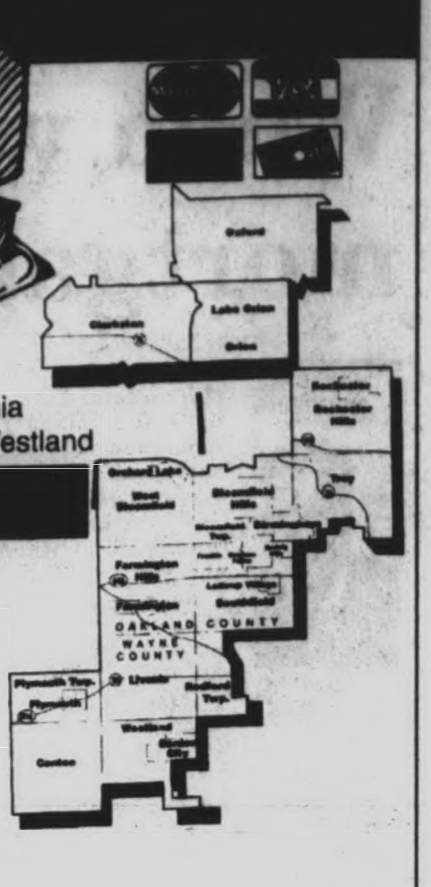 VISA
Oxford
Lake Orion
Clarkston
Orion
Rochester
Rochester
Hills
ia
estland
Orchard Lake
Troy
West
Bloomfield
Bloomfield
Hills
Bloomfield
Twp.
Birmingham
Farmington
Hills
Lathrup Village
Farmington
Southfield
OAKLAND COUNTY
WAYNE
COUNTY
Plymouth Twp.
Livonia
Redford
Twp.
Plymouth
Westland
Garden
City
Canton